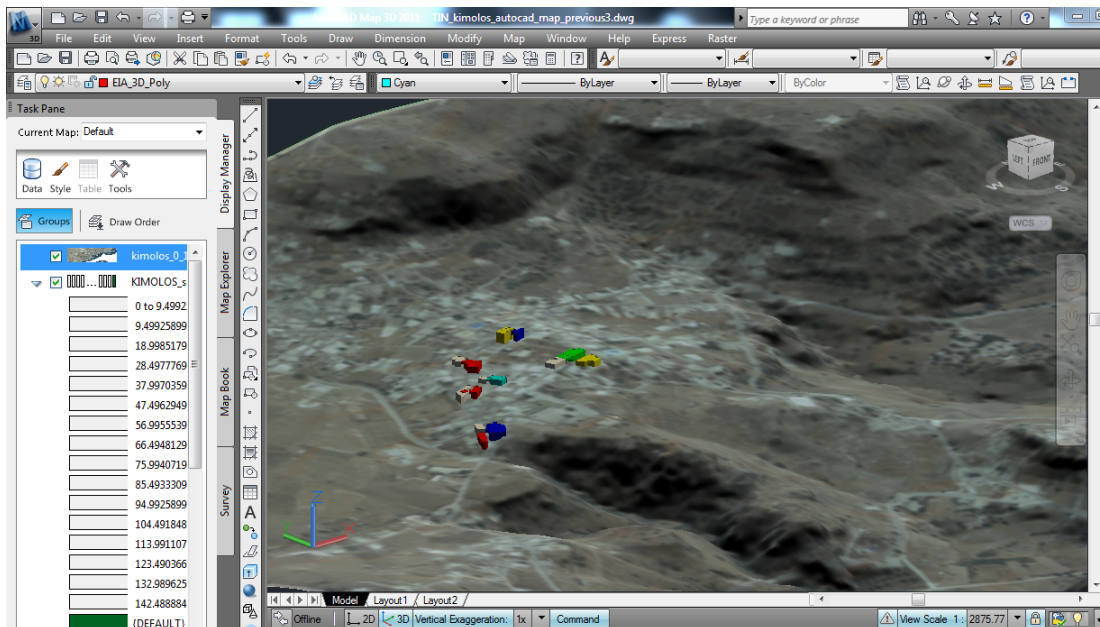 AutoCAD Map 3D 2011 TIN_kimolos_autocad_map_previous3.dwg
Type a keyword or phrase
3D
File Edit View Insert Format Tools Draw Dimension Modify Map Window Help Express Raster
EIA_3D_Poly
Cyan
ByLayer
ByLayer
ByColor
Task Pane
Current Map: Default
Data Style Table Tools
Groups
Draw Order
kimolos_0_1
KIMOLOS_s
0 to 9.4992
9.49925899
18.9985179
28.4977769
37.9970359
47.4962949
56.9955539
66.4948129
75.9940719
85.4933309
94.9925899
104.491848
113.991107
123.490366
132.989625
142.488884
{DEFAULT}
Display Manager
Map Explorer
Map Book
Survey
A
LEFT
FRONT
W
S
WCS
Z
Model
Layout1
Layout2
Offline
2D
3D
Vertical Exaggeration: 1x
Command
View Scale 1 : 2875.77